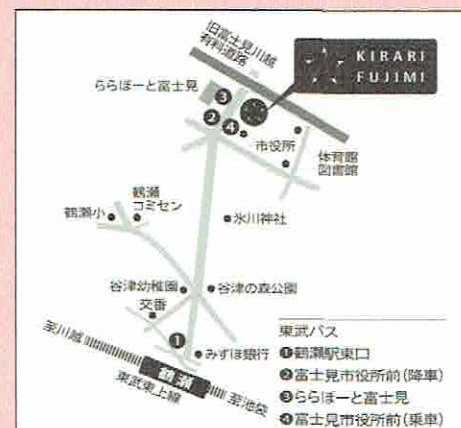 旧富士見川越
有料道路
KIRARI
FUJIMI
ららぽーと富士見
❸
❷
❹
市役所
体育館
図書館
鶴瀬
コミセン
鶴瀬小
氷川神社
谷津幼稚園
谷津の森公園
交番
❶
みずほ銀行
至川越
鶴瀬
東武東上線
至池袋
東武バス
❶鶴瀬駅東口
❷富士見市役所前(降車)
❸ららぽーと富士見
❹富士見市役所前(乗車)